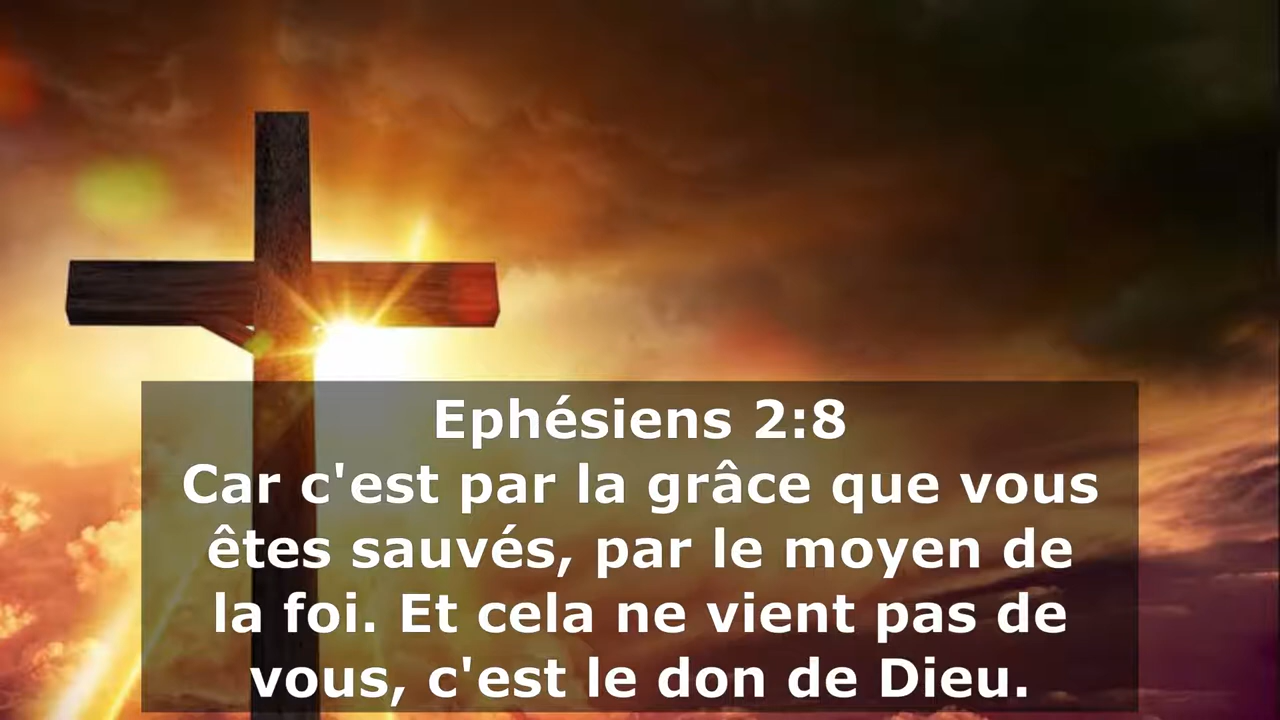 Ephésiens 2:8
Car c'est par la grâce que vous
êtes sauvés, par le moyen de
la foi. Et cela ne vient pas de
vous, c'est le don de Dieu.